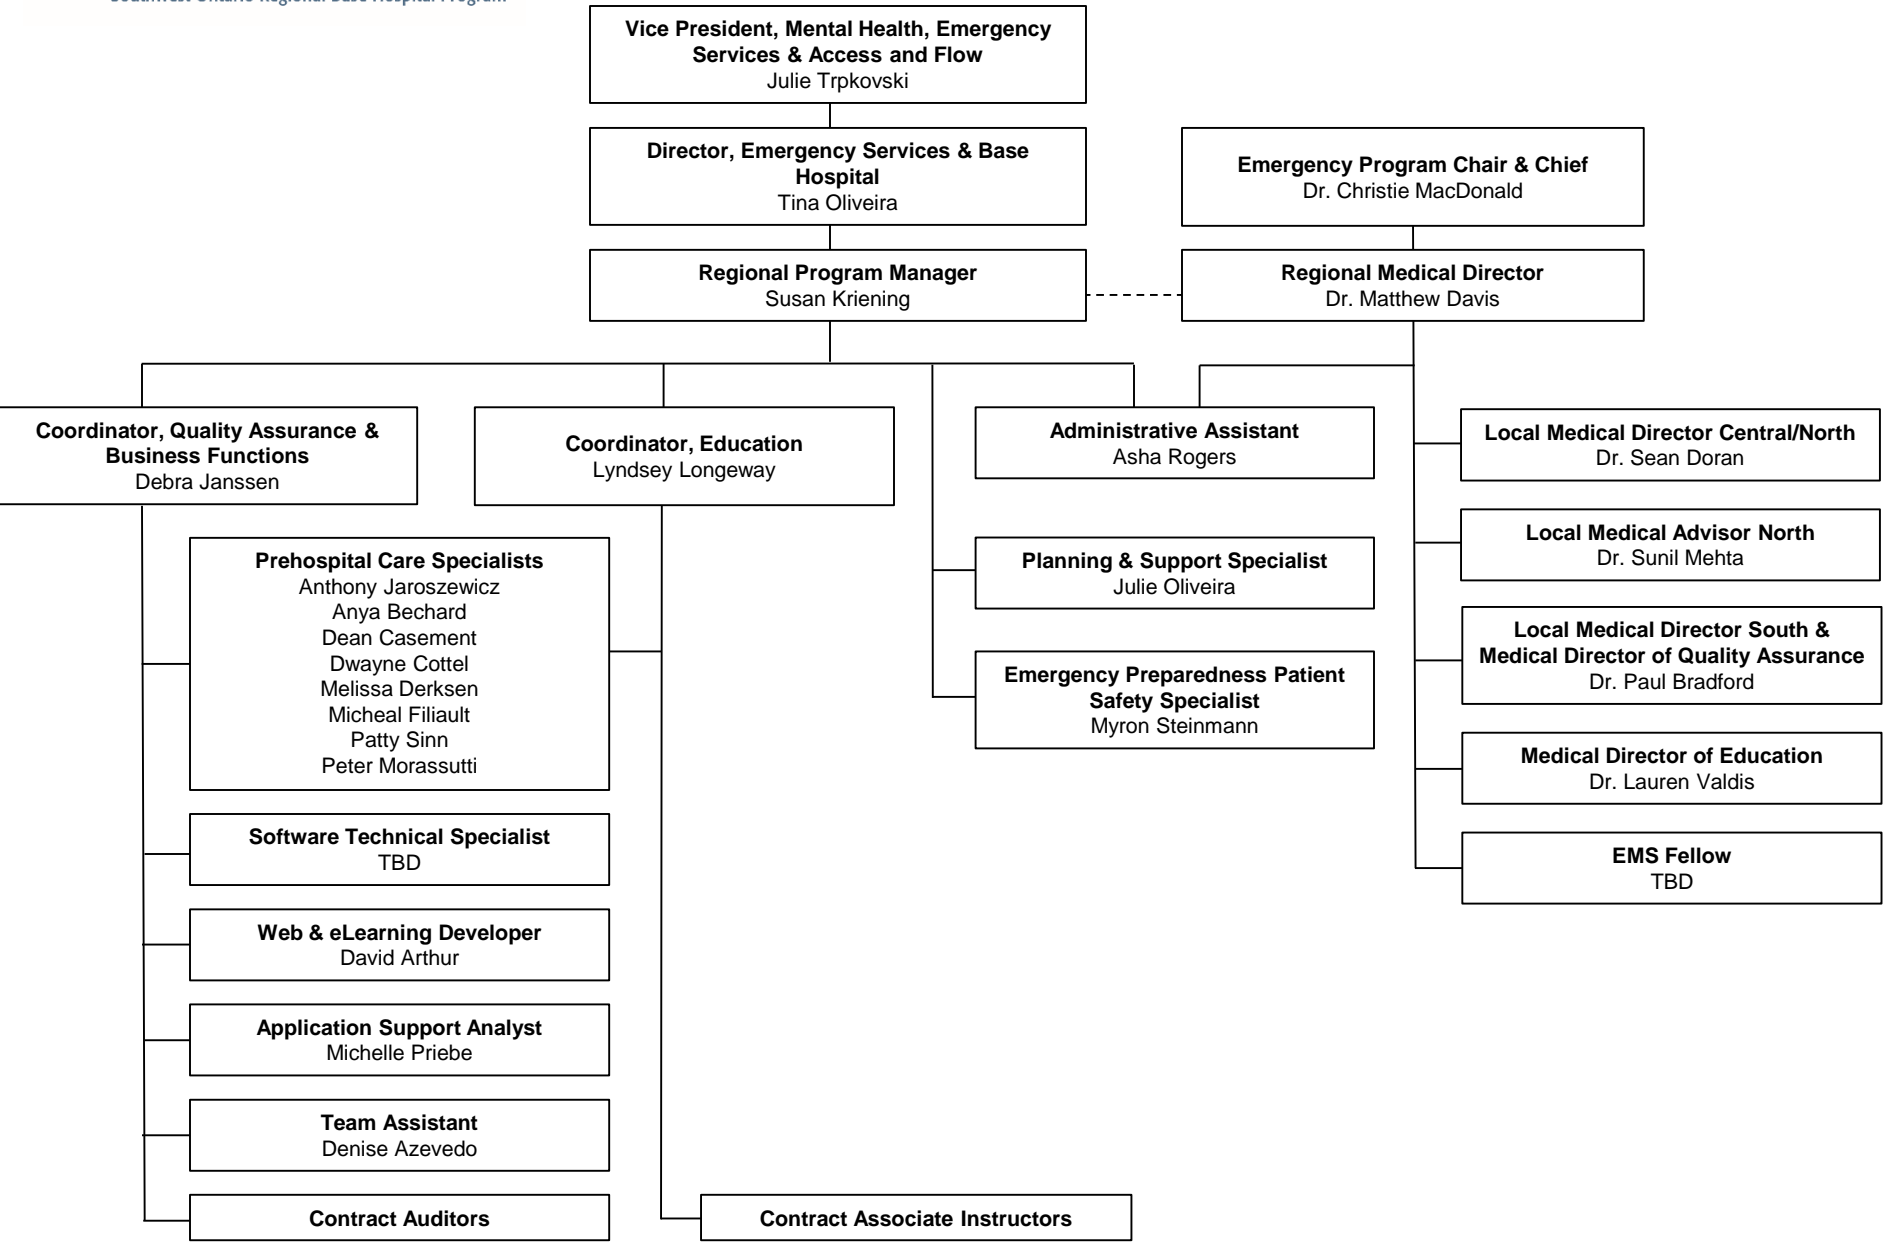 Southwest Ontario Regional Base Hospital Program
Vice President, Mental Health, Emergency
Services & Access and Flow
Julie Trpkovski
Director, Emergency Services & Base
Hospital
Tina Oliveira
Emergency Program Chair & Chief
Dr. Christie MacDonald
Regional Program Manager
Susan Kriening
Regional Medical Director
Dr. Matthew Davis
Coordinator, Quality Assurance &
Business Functions
Debra Janssen
Coordinator, Education
Lyndsey Longeway
Administrative Assistant
Asha Rogers
Local Medical Director Central/North
Dr. Sean Doran
Prehospital Care Specialists
Anthony Jaroszewicz
Anya Bechard
Dean Casement
Dwayne Cottel
Melissa Derksen
Micheal Filiault
Patty Sinn
Peter Morassutti
Planning & Support Specialist
Julie Oliveira
Local Medical Advisor North
Dr. Sunil Mehta
Emergency Preparedness Patient
Safety Specialist
Myron Steinmann
Local Medical Director South &
Medical Director of Quality Assurance
Dr. Paul Bradford
Medical Director of Education
Dr. Lauren Valdis
Software Technical Specialist
TBD
EMS Fellow
TBD
Web & eLearning Developer
David Arthur
Application Support Analyst
Michelle Priebe
Team Assistant
Denise Azevedo
Contract Auditors
Contract Associate Instructors